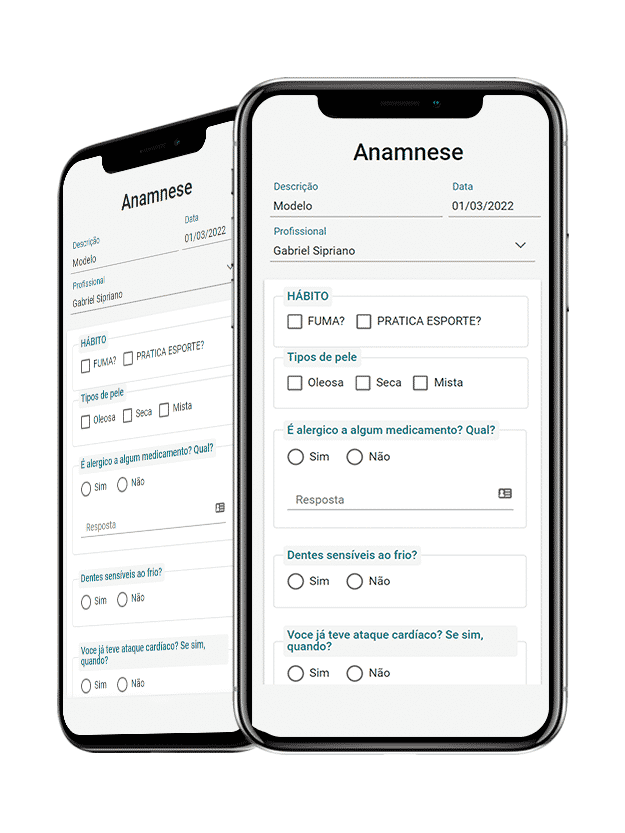 Anamnese
Descrição
Data
Modelo
01/03/2022
Profissional
Gabriel Sipriano
HÁBITO
FUMA?
PRATICA ESPORTE?
Tipos de pele
Oleosa
Seca
Mista
É alergico a algum medicamento? Qual?
Sim
Não
Resposta
Dentes sensíveis ao frio?
Sim
Não
Voce já teve ataque cardíaco? Se sim,
quando?
Sim
Não
Anamnese
Descrição
Data
Modelo
01/03/2022
Profissional
Gabriel Sipriano
HÁBITO
FUMA?
PRATICA ESPORTE?
Tipos de pele
Oleosa
Seca
Mista
É alergico a algum medicamento? Qual?
Sim
Não
Resposta
Dentes sensíveis ao frio?
Sim
Não
Voce já teve ataque cardíaco? Se sim,
quando?
Sim
Não